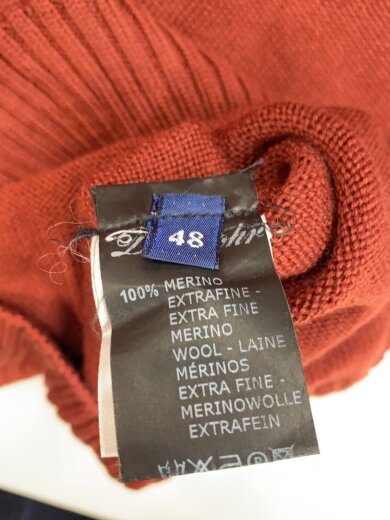 48
100% MERINO
EXTRAFINE -
EXTRA FINE
MERINO
WOOL - LAINE
MÉRINOS
EXTRA FINE -
MERINOWOLLE
EXTRAFEIN